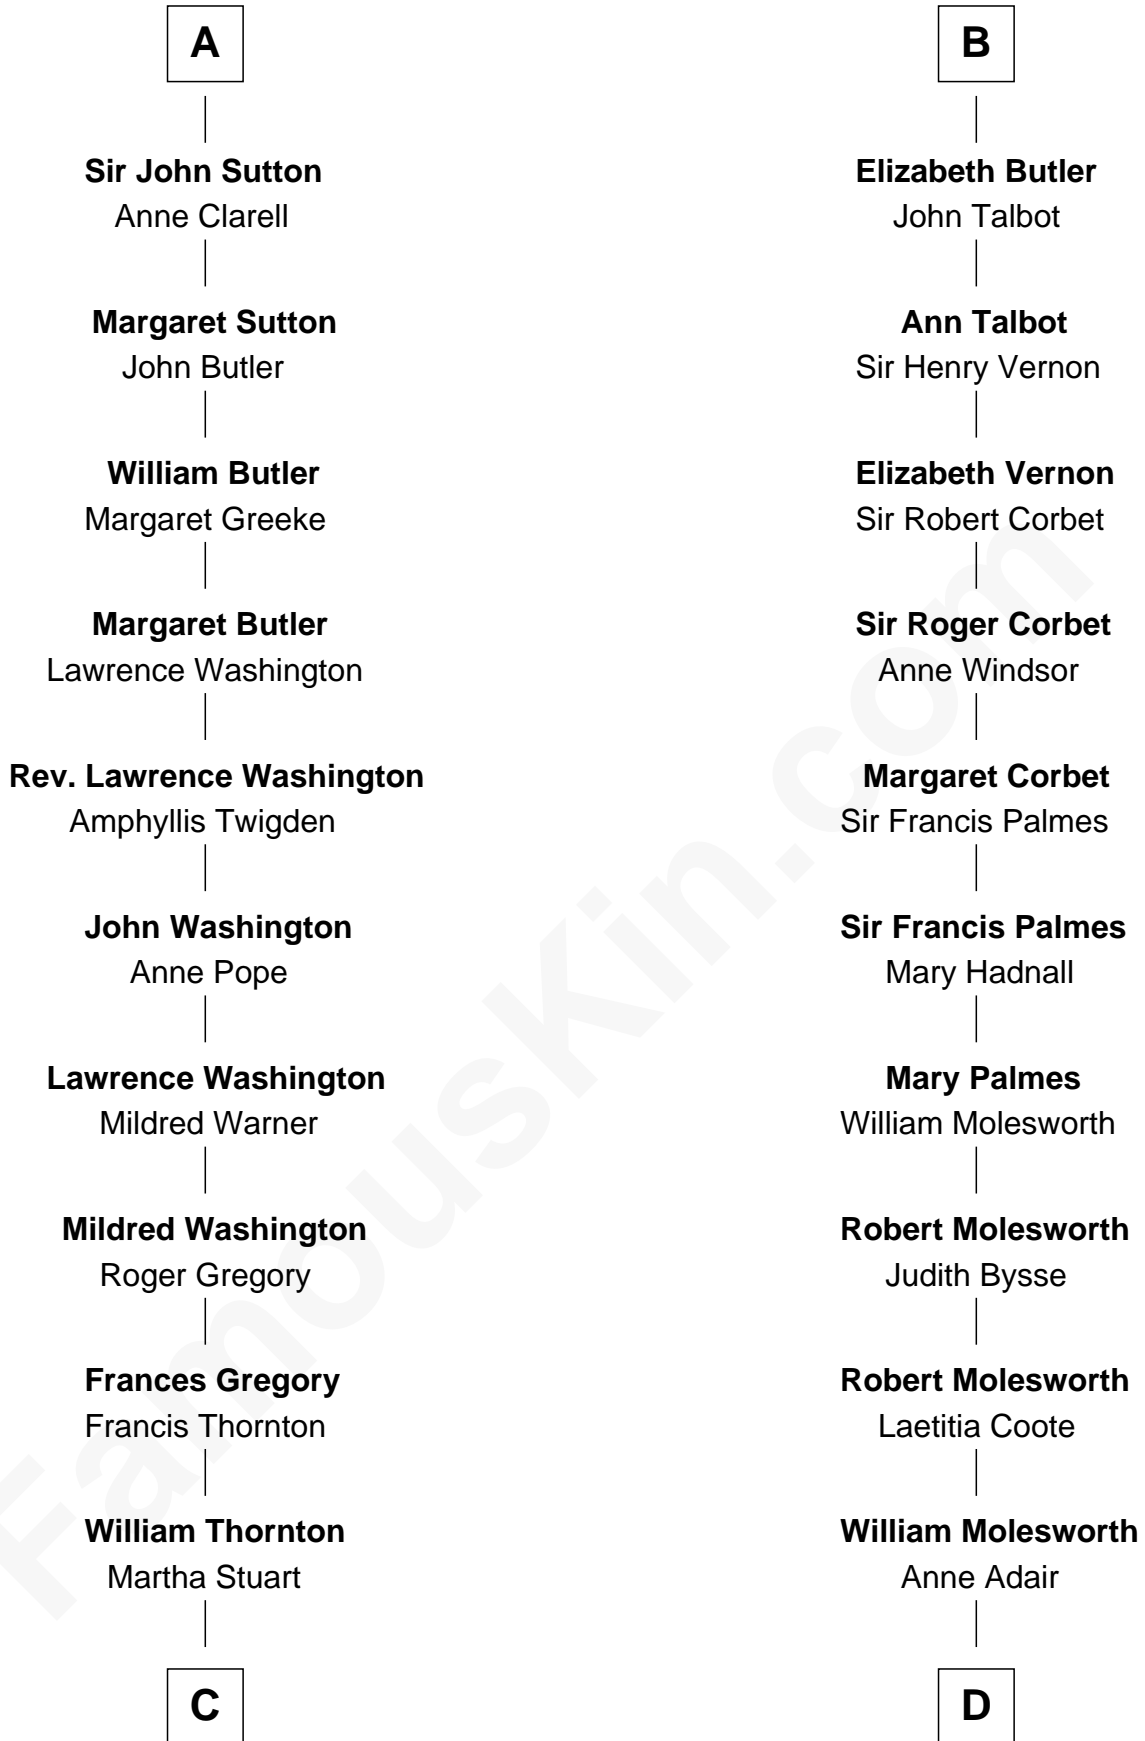 A
Sir John Sutton
Anne Clarell
Margaret Sutton
John Butler
William Butler
Margaret Greeke
Margaret Butler
Lawrence Washington
Rev. Lawrence Washington
Amphyllis Twigden
John Washington
Anne Pope
Lawrence Washington
Mildred Warner
Mildred Washington
Roger Gregory
Frances Gregory
Francis Thornton
William Thornton
Martha Stuart
C
B
Elizabeth Butler
John Talbot
Ann Talbot
Sir Henry Vernon
Elizabeth Vernon
Sir Robert Corbet
Sir Roger Corbet
Anne Windsor
Margaret Corbet
Sir Francis Palmes
Sir Francis Palmes
Mary Hadnall
Mary Palmes
William Molesworth
Robert Molesworth
Judith Bysse
Robert Molesworth
Laetitia Coote
William Molesworth
Anne Adair
D
FamousKin.com